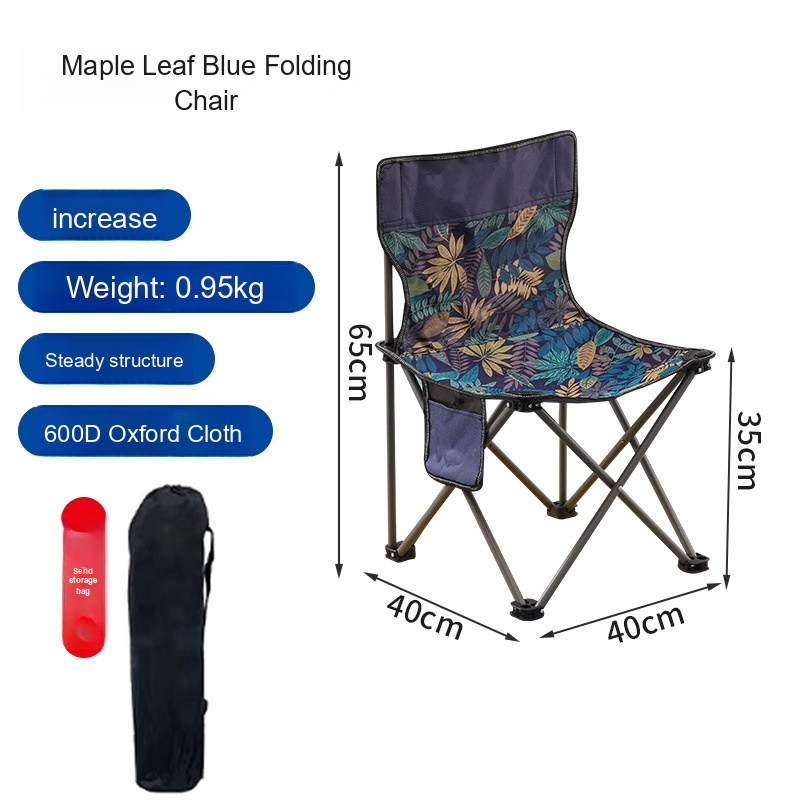 Maple Leaf Blue Folding
Chair
increase
Weight: 0.95kg
Steady structure
600D Oxford Cloth
Send
storage
bag
65cm
35cm
40cm
40cm